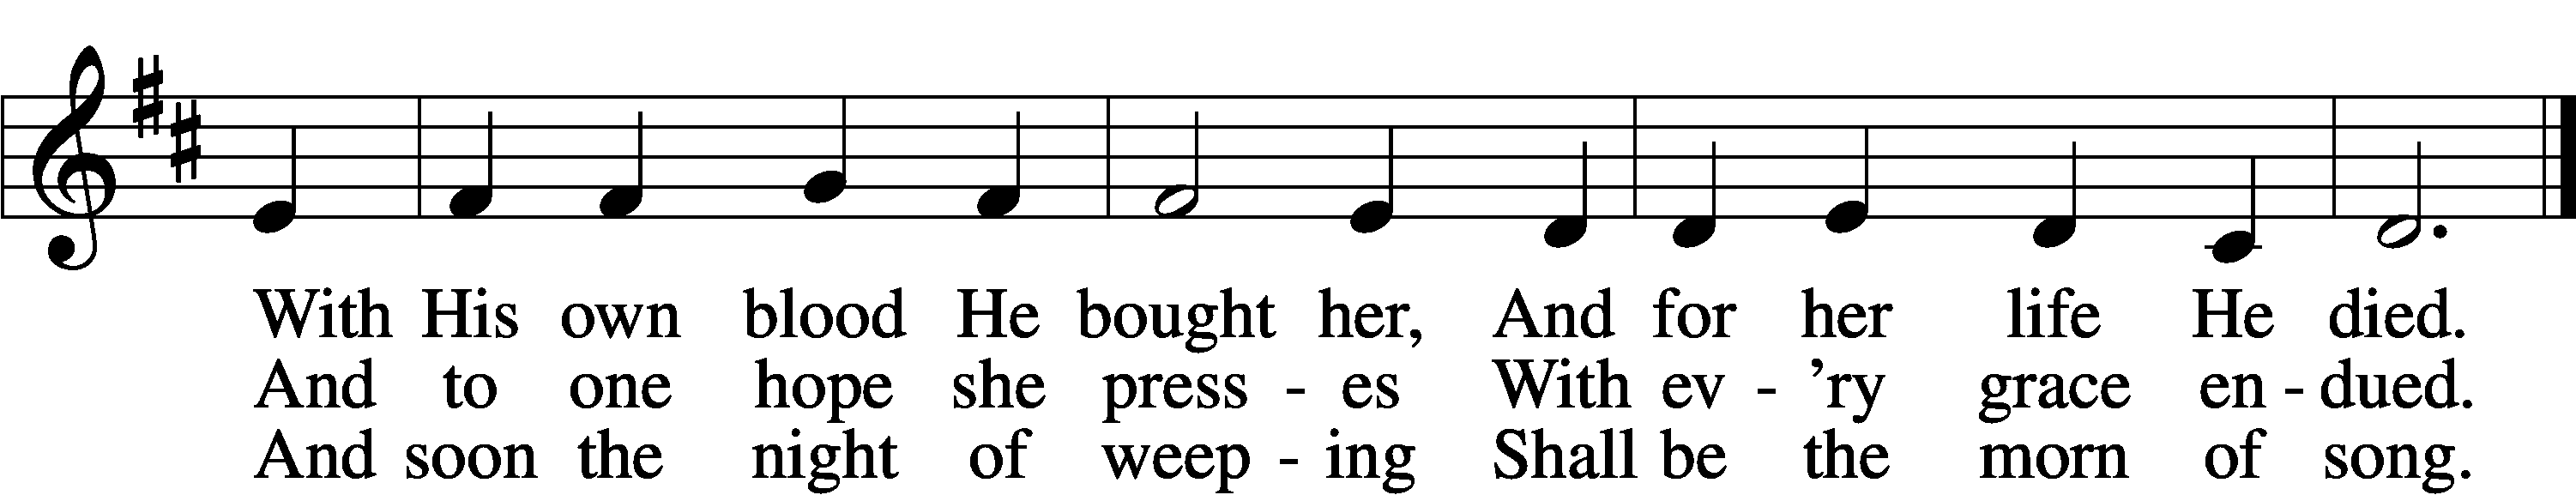 With His own blood He bought her, And for her life He died.
And to one hope she press - es With ev - ’ry grace en - dued.
And soon the night of weep - ing Shall be the morn of song.